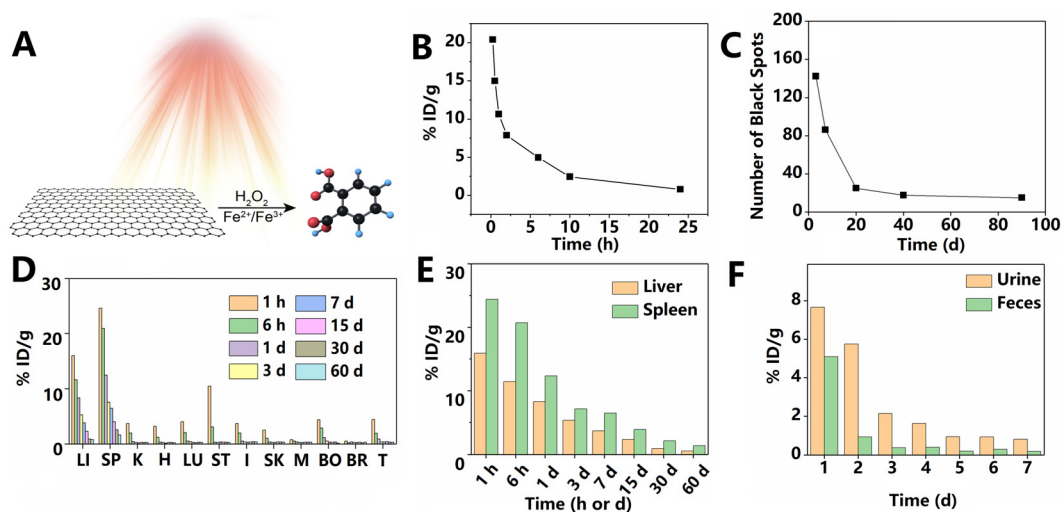 A
H₂O₂
Fe²⁺/Fe³⁺
B
% ID/g
20
15
10
5
0
0 5 10 15 20 25
Time (h)
C
Number of Black Spots
200
160
120
80
40
0
0 20 40 60 80 100
Time (d)
D
% ID/g
30
20
10
0
1 h 7 d
6 h 15 d
1 d 30 d
3 d 60 d
LI SP K H LU ST I SK M BO BR T
E
% ID/g
30
20
10
0
Liver
Spleen
1 h 6 h 1 d 3 d 7 d 15 d 30 d 60 d
Time (h or d)
F
% ID/g
8
6
4
2
0
Urine
Feces
1 2 3 4 5 6 7
Time (d)